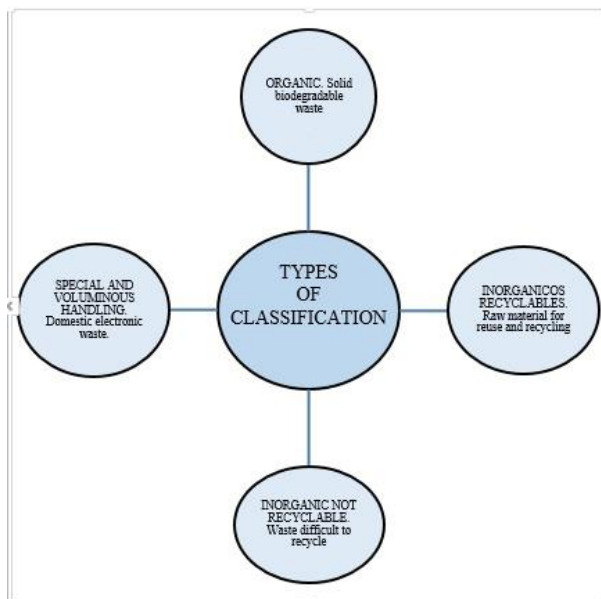 ORGANIC. Solid
biodegradable
waste
TYPES
OF
CLASSIFICATION
SPECIAL AND
VOLUMINOUS
HANDLING.
Domestic electronic
waste.
INORGANICOS
RECYCLABLES.
Raw material for
reuse and recycling
INORGANIC NOT
RECYCLABLE.
Waste difficult to
recycle